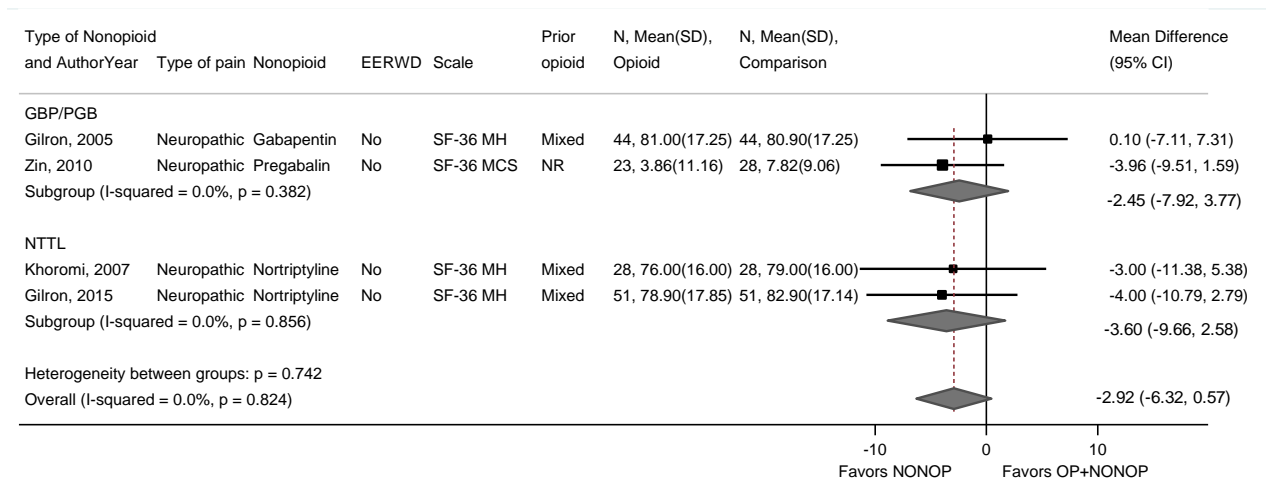 Type of Nonopioid Prior N, Mean(SD), N, Mean(SD), Mean Difference
and AuthorYear Type of pain Nonopioid EERWD Scale opioid Opioid Comparison (95% CI)
GBP/PGB
Gilron, 2005 Neuropathic Gabapentin No SF-36 MH Mixed 44, 81.00(17.25) 44, 80.90(17.25) 0.10 (-7.11, 7.31)
Zin, 2010 Neuropathic Pregabalin No SF-36 MCS NR 23, 3.86(11.16) 28, 7.82(9.06) -3.96 (-9.51, 1.59)
Subgroup (I-squared = 0.0%, p = 0.382) -2.45 (-7.92, 3.77)
NTTL
Khoromi, 2007 Neuropathic Nortriptyline No SF-36 MH Mixed 28, 76.00(16.00) 28, 79.00(16.00) -3.00 (-11.38, 5.38)
Gilron, 2015 Neuropathic Nortriptyline No SF-36 MH Mixed 51, 78.90(17.85) 51, 82.90(17.14) -4.00 (-10.79, 2.79)
Subgroup (I-squared = 0.0%, p = 0.856) -3.60 (-9.66, 2.58)
Heterogeneity between groups: p = 0.742
Overall (I-squared = 0.0%, p = 0.824) -2.92 (-6.32, 0.57)
-10 0 10
Favors NONOP Favors OP+NONOP